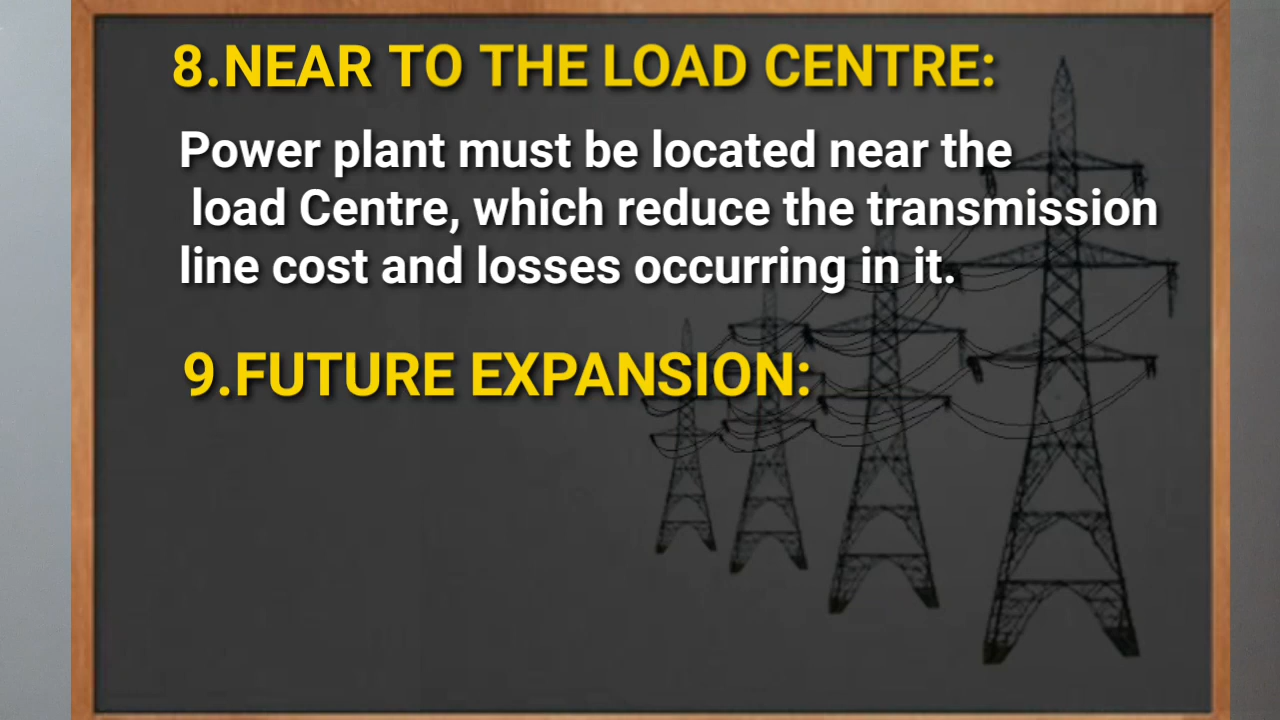 8.NEAR TO THE LOAD CENTRE:
Power plant must be located near the
load Centre, which reduce the transmission
line cost and losses occurring in it.
9.FUTURE EXPANSION: